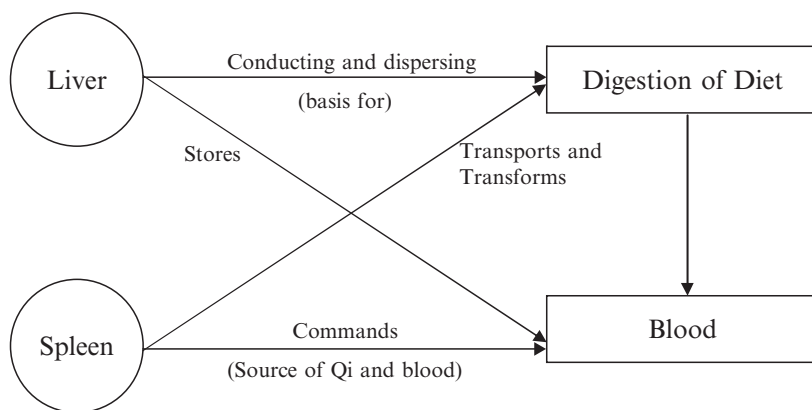 Liver
Conducting and dispersing
(basis for)
Digestion of Diet
Stores
Transports and
Transforms
Spleen
Commands
(Source of Qi and blood)
Blood